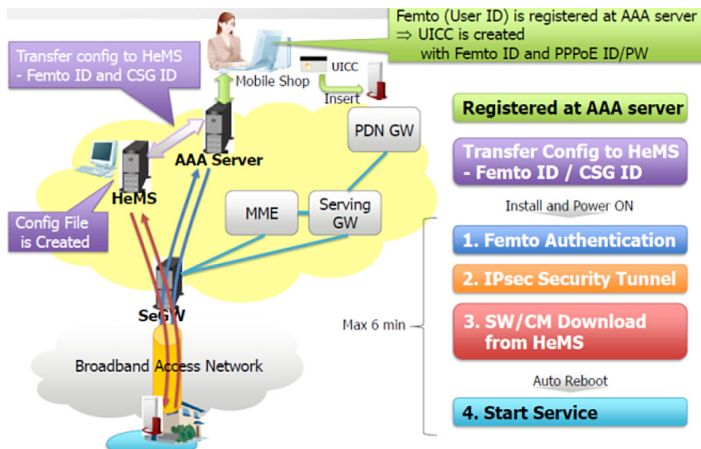 Femto (User ID) is registered at AAA server
⇒ UICC is created
with Femto ID and PPPoE ID/PW
Transfer config to HeMS
- Femto ID and CSG ID
Mobile Shop
UICC
Insert
PDN GW
AAA Server
HeMS
MME
Serving
GW
Config File
is Created
SeGW
Broadband Access Network
Max 6 min
Registered at AAA server
Transfer Config to HeMS
- Femto ID / CSG ID
Install and Power ON
1. Femto Authentication
2. IPsec Security Tunnel
3. SW/CM Download
from HeMS
Auto Reboot
4. Start Service